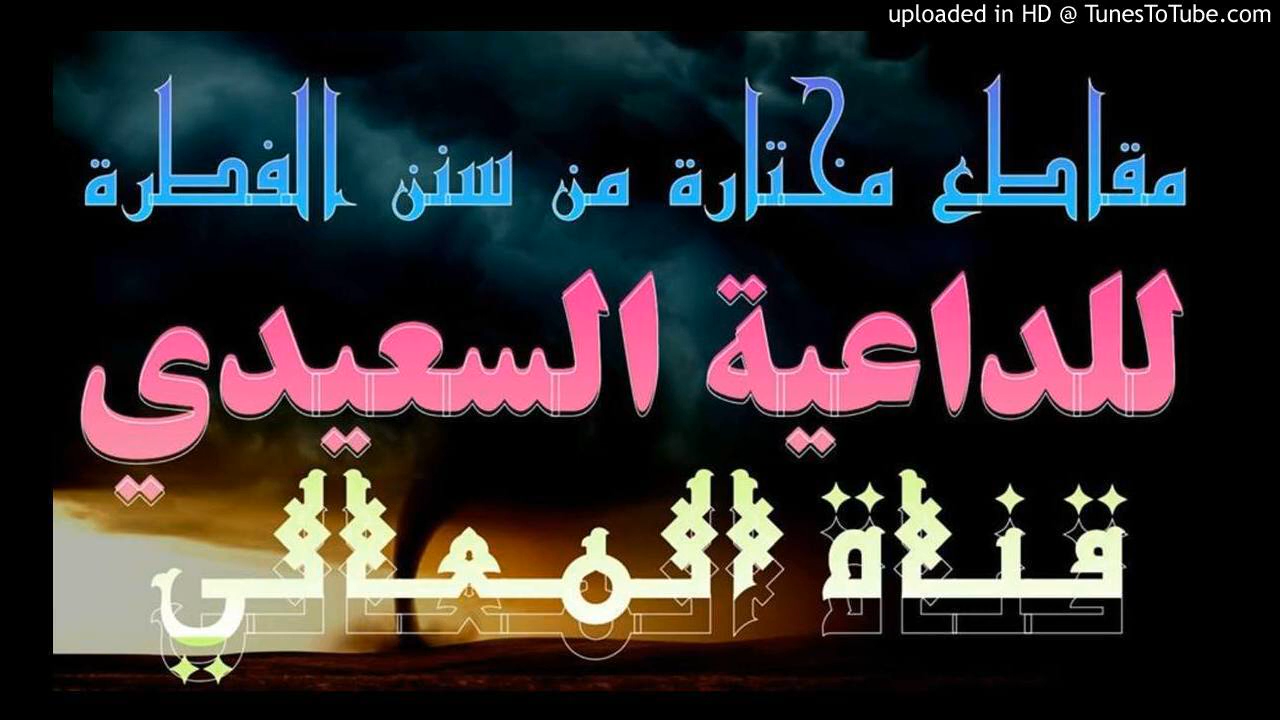 uploaded in HD @ TunesToTube.com
مقاطع مختارة من سنن الفطرة
للداعية السعيدي
قناة المعالي